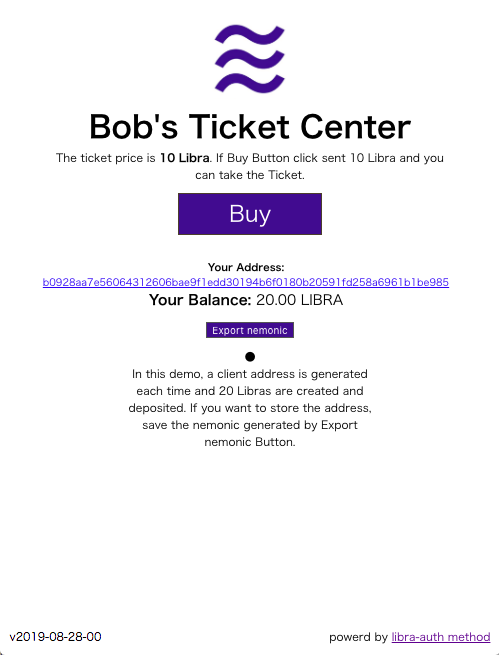 Bob's Ticket Center
The ticket price is 10 Libra. If Buy Button click sent 10 Libra and you
can take the Ticket.
Buy
Your Address:
b0928aa7e56064312606bae9f1edd30194b6f0180b20591fd258a6961b1be985
Your Balance: 20.00 LIBRA
Export nemonic
In this demo, a client address is generated
each time and 20 Libras are created and
deposited. If you want to store the address,
save the nemonic generated by Export
nemonic Button.
v2019-08-28-00
powerd by libra-auth method